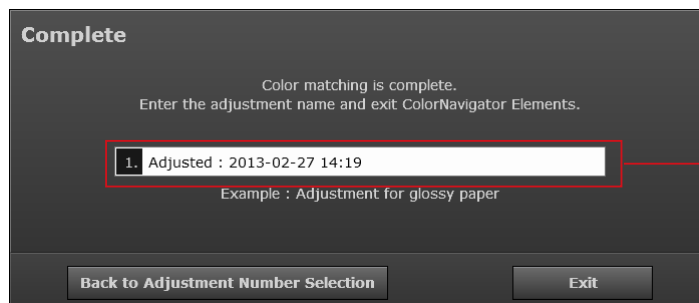 Complete
Color matching is complete.
Enter the adjustment name and exit ColorNavigator Elements.
1. Adjusted : 2013-02-27 14:19
Example : Adjustment for glossy paper
Back to Adjustment Number Selection Exit